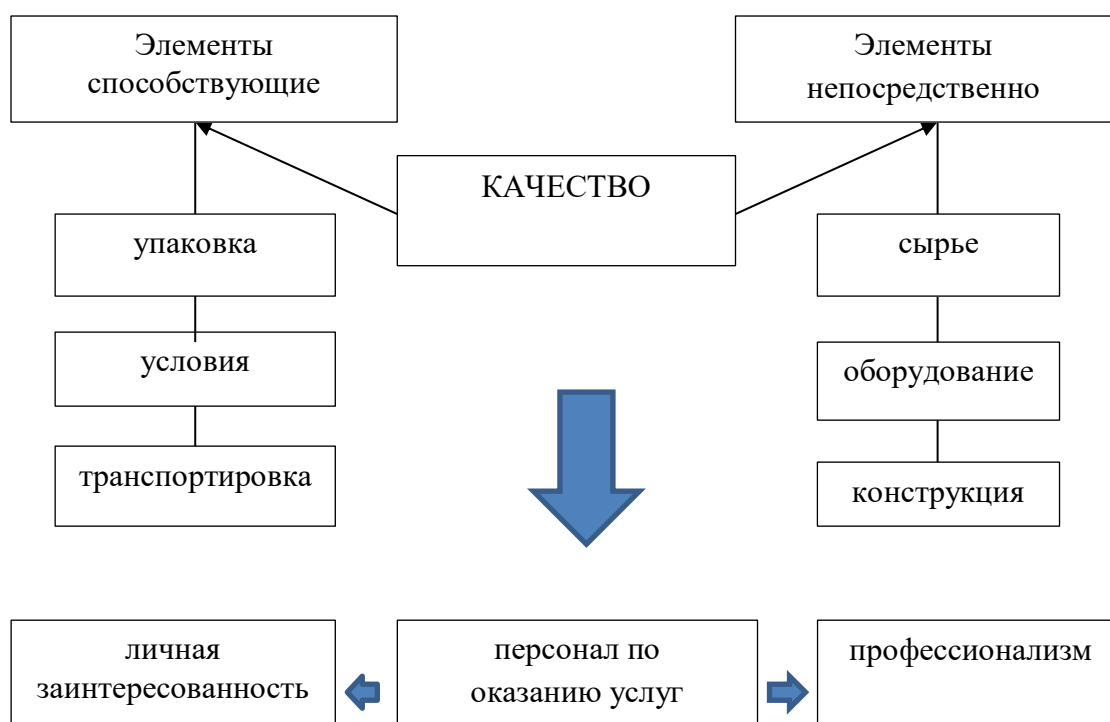 Элементы
способствующие
Элементы
непосредственно
КАЧЕСТВО
упаковка
сырье
условия
оборудование
транспортировка
конструкция
личная
заинтересованность
персонал по
оказанию услуг
профессионализм